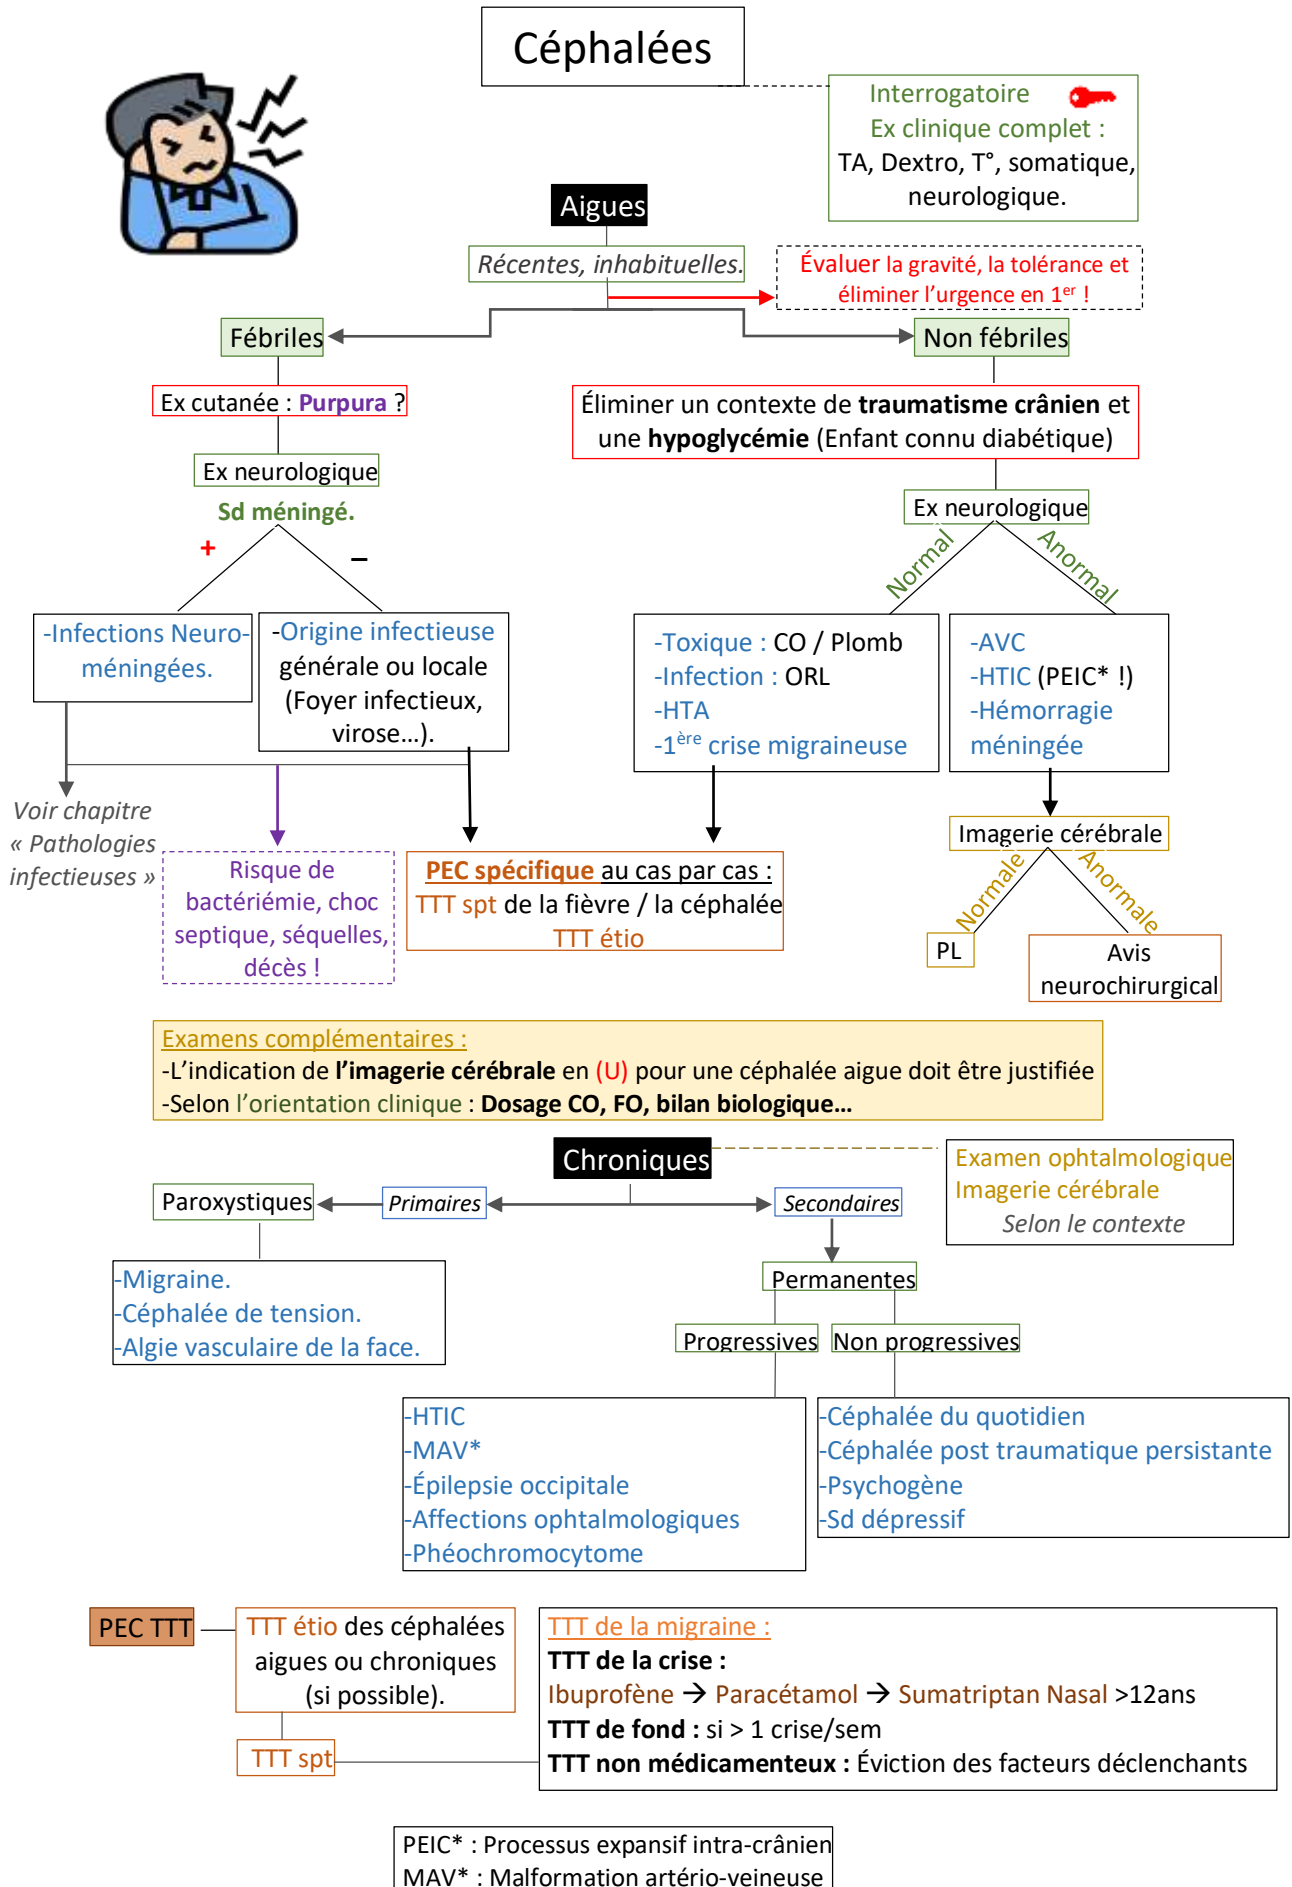 Céphalées
Interrogatoire
Ex clinique complet :
TA, Dextro, T°, somatique,
neurologique.
Aigues
Récentes, inhabituelles.
Évaluer la gravité, la tolérance et
éliminer l'urgence en 1er !
Fébriles
Non fébriles
Ex cutanée : Purpura ?
Éliminer un contexte de traumatisme crânien et
une hypoglycémie (Enfant connu diabétique)
Ex neurologique
Sd méningé.
+
–
Ex neurologique
Normal
Anormal
-Infections Neuro-
méningées.
-Origine infectieuse
générale ou locale
(Foyer infectieux,
virose…).
-Toxique : CO / Plomb
-Infection : ORL
-HTA
-1ère crise migraineuse
-AVC
-HTIC (PEIC* !)
-Hémorragie
méningée
Voir chapitre
« Pathologies
infectieuses »
Risque de
bactériémie, choc
septique, séquelles,
décès !
PEC spécifique au cas par cas :
TTT spt de la fièvre / la céphalée
TTT étio
Imagerie cérébrale
Normale
Anormale
PL
Avis
neurochirurgical
Examens complémentaires :
-L'indication de l'imagerie cérébrale en (U) pour une céphalée aigue doit être justifiée
-Selon l'orientation clinique : Dosage CO, FO, bilan biologique…
Chroniques
Examen ophtalmologique
Imagerie cérébrale
Selon le contexte
Paroxystiques
Primaires
Secondaires
-Migraine.
-Céphalée de tension.
-Algie vasculaire de la face.
Permanentes
Progressives
Non progressives
-HTIC
-MAV*
-Épilepsie occipitale
-Affections ophtalmologiques
-Phéochromocytome
-Céphalée du quotidien
-Céphalée post traumatique persistante
-Psychogène
-Sd dépressif
PEC TTT
TTT étio des céphalées
aigues ou chroniques
(si possible).
TTT spt
TTT de la migraine :
TTT de la crise :
Ibuprofène → Paracétamol → Sumatriptan Nasal >12ans
TTT de fond : si > 1 crise/sem
TTT non médicamenteux : Éviction des facteurs déclenchants
PEIC* : Processus expansif intra-crânien
MAV* : Malformation artério-veineuse